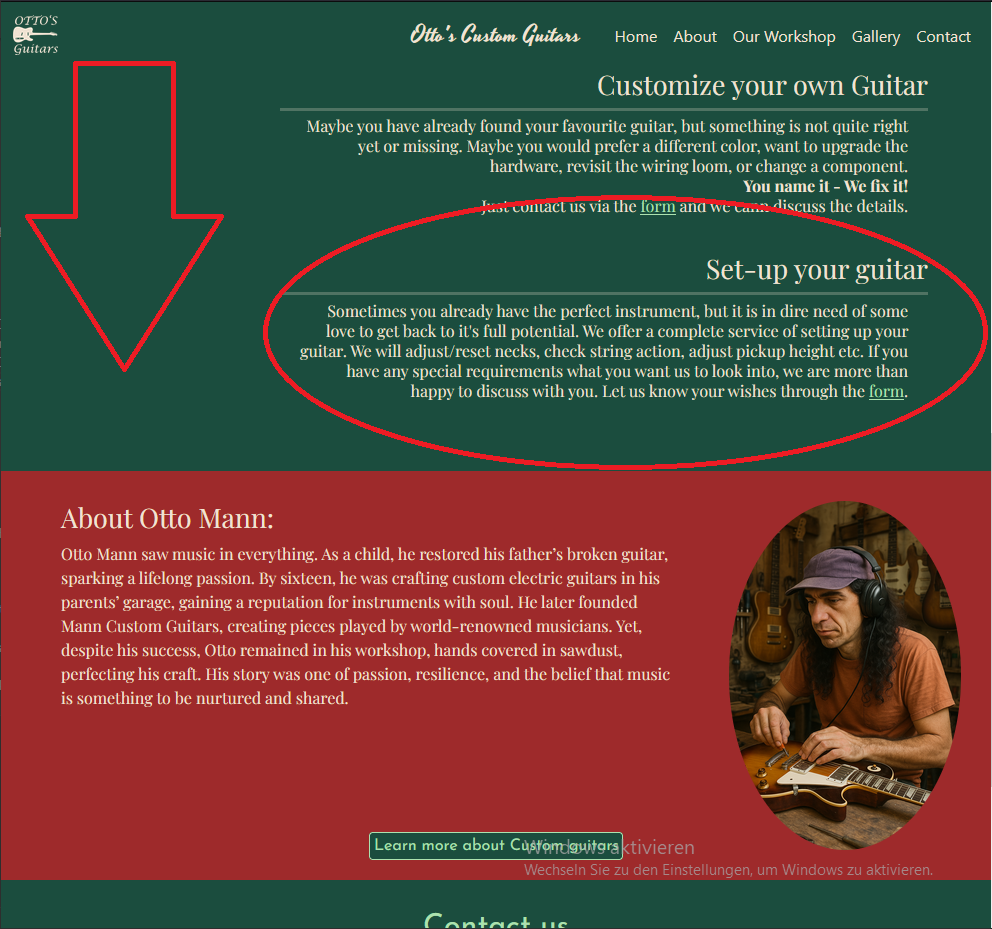 OTTO'S
Guitars
Otto's Custom Guitars
Home About Our Workshop Gallery Contact
Customize your own Guitar
Maybe you have already found your favourite guitar, but something is not quite right
yet or missing. Maybe you would prefer a different color, want to upgrade the
hardware, revisit the wiring loom, or change a component.
You name it - We fix it!
Just contact us via the form and we cann discuss the details.
Set-up your guitar
Sometimes you already have the perfect instrument, but it is in dire need of some
love to get back to it's full potential. We offer a complete service of setting up your
guitar. We will adjust/reset necks, check string action, adjust pickup height etc. If you
have any special requirements what you want us to look into, we are more than
happy to discuss with you. Let us know your wishes through the form.
About Otto Mann:
Otto Mann saw music in everything. As a child, he restored his father’s broken guitar,
sparking a lifelong passion. By sixteen, he was crafting custom electric guitars in his
parents’ garage, gaining a reputation for instruments with soul. He later founded
Mann Custom Guitars, creating pieces played by world-renowned musicians. Yet,
despite his success, Otto remained in his workshop, hands covered in sawdust,
perfecting his craft. His story was one of passion, resilience, and the belief that music
is something to be nurtured and shared.
Learn more about Custom guitars
Windows aktivieren
Wechseln Sie zu den Einstellungen, um Windows zu aktivieren.
Contact us